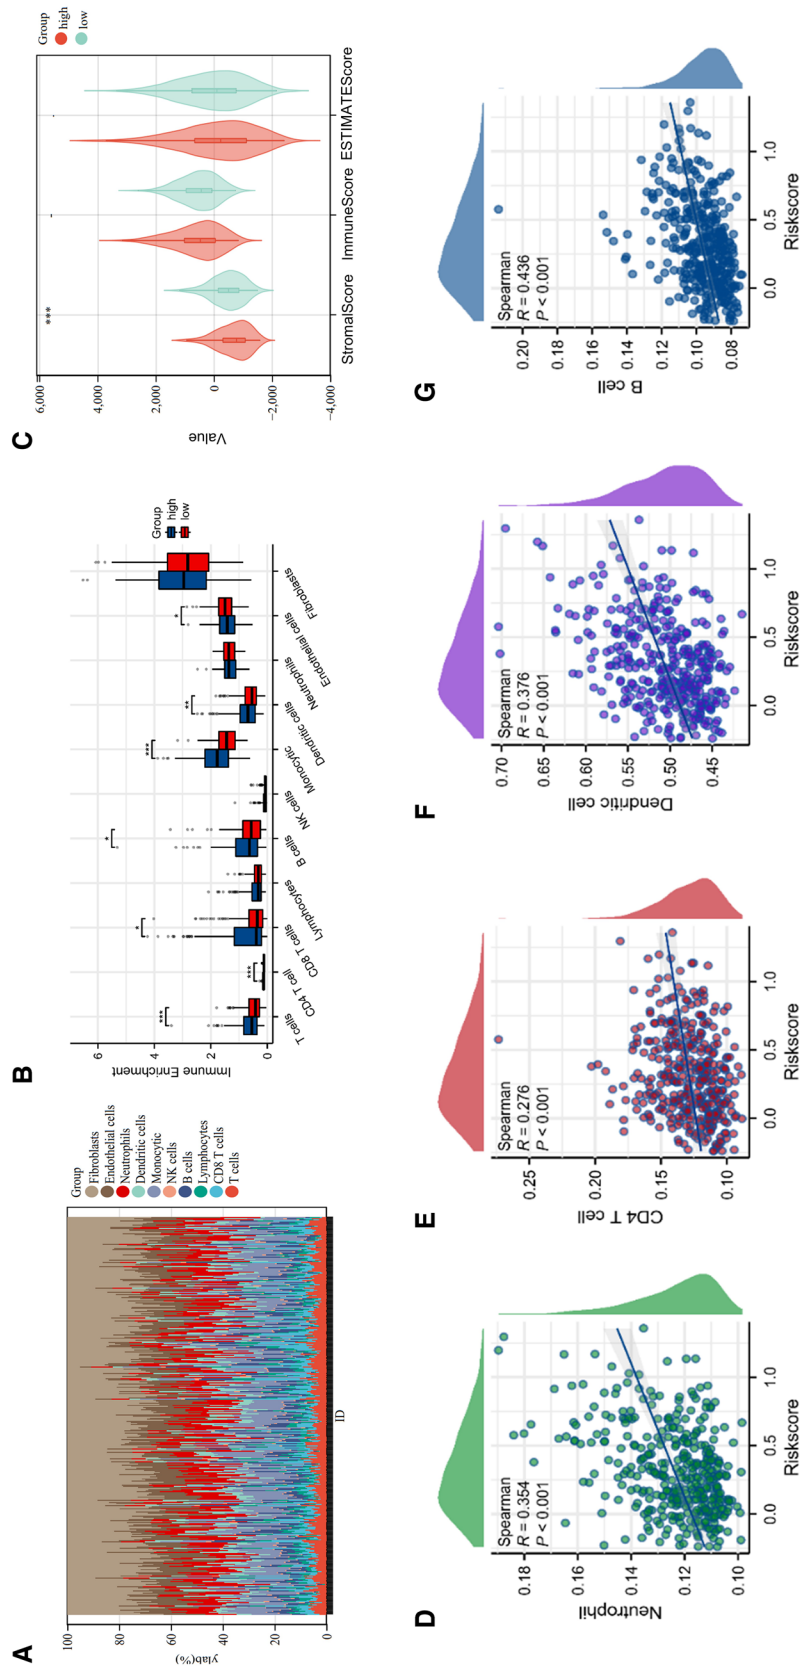 A
ylab(%)
100
80
60
40
20
0
ID
Group
Fibroblasts
Endothelial cells
Neutrophils
Dendritic cells
Monocytic
NK cells
B cells
Lymphocytes
CD8 T cells
T cells
B
Immune Enrichment
6
4
2
0
***
***
*
*
***
**
*
T cells
CD4 T cell
CD8 T cells
Lymphocytes
B cells
NK cells
Monocytic
Dendritic cells
Neutrophils
Endothelial cells
Fibroblasts
Group
high
low
C
Value
6,000
4,000
2,000
0
−2,000
−4,000
***
-
.
StromalScore
ImmuneScore
ESTIMATEScore
Group
high
low
D
Neutrophil
0.18
0.16
0.14
0.12
0.10
Spearman
R = 0.354
P < 0.001
0.0
0.5
1.0
Riskscore
E
CD4 T cell
0.25
0.20
0.15
0.10
Spearman
R = 0.276
P < 0.001
0.0
0.5
1.0
Riskscore
F
Dendritic cell
0.70
0.65
0.60
0.55
0.50
0.45
Spearman
R = 0.376
P < 0.001
0.0
0.5
1.0
Riskscore
G
B cell
0.20
0.18
0.16
0.14
0.12
0.10
0.08
Spearman
R = 0.436
P < 0.001
0.0
0.5
1.0
Riskscore